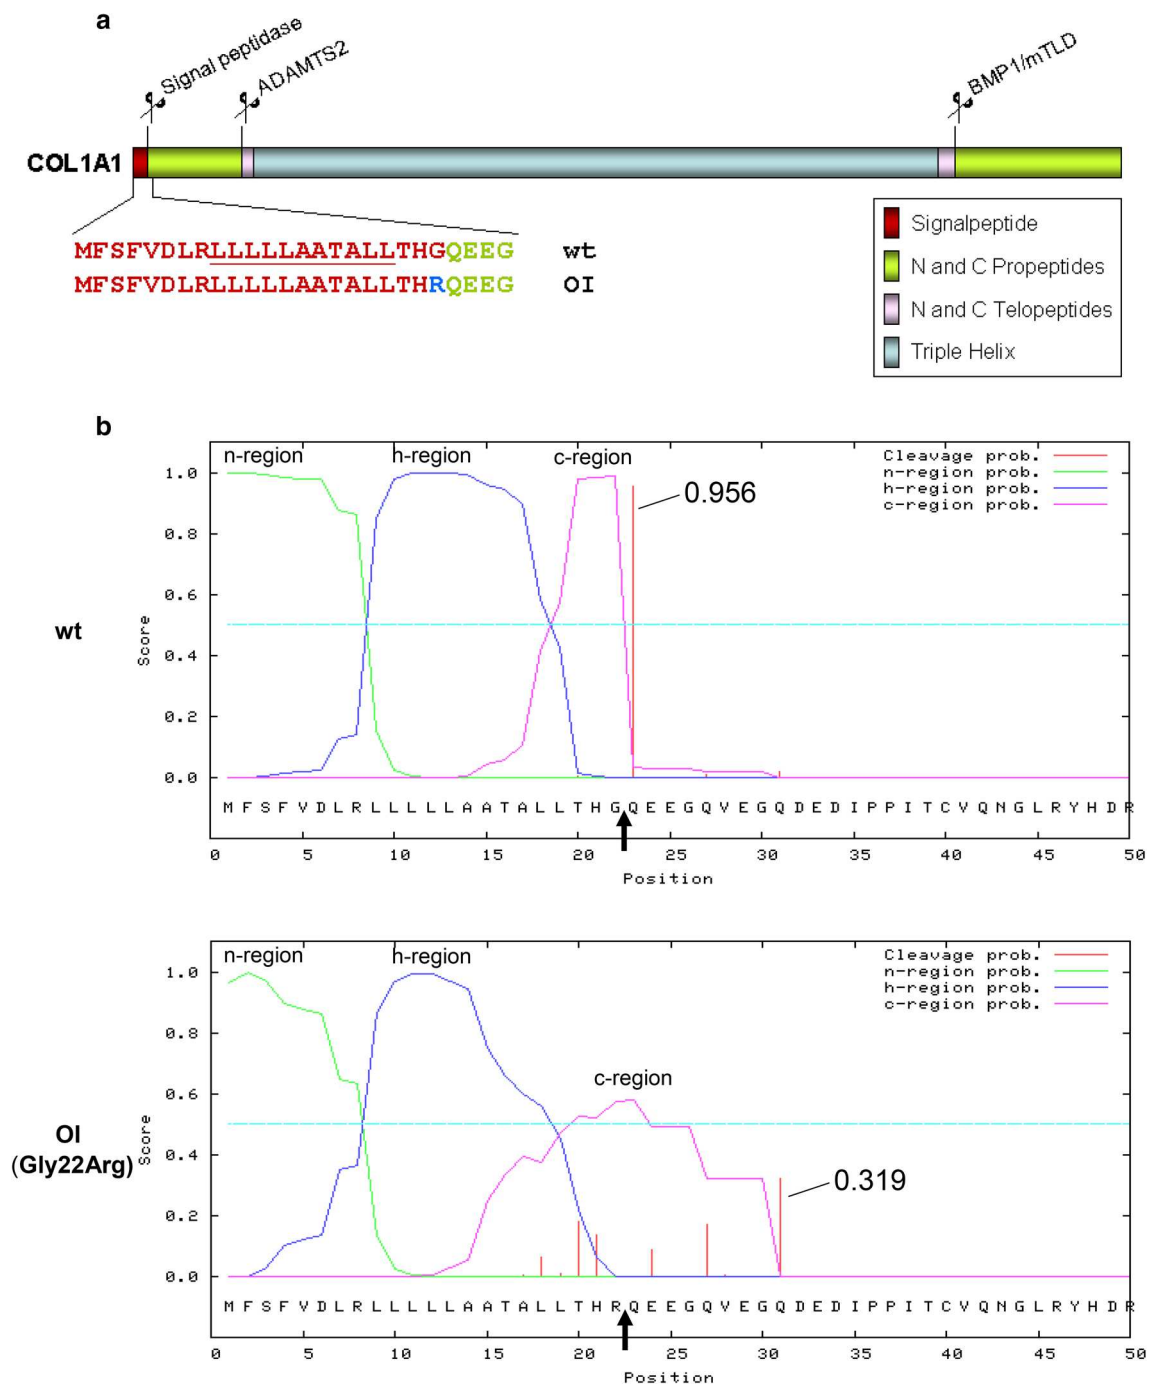 a
Signal peptidase
ADAMTS2
BMP1/mTLD
COL1A1
MFSFVDLRLLLLLAATALLTHGQEEG wt
MFSFVDLRLLLLLAATALLTHRQEEG OI
Signalpeptide
N and C Propeptides
N and C Telopeptides
Triple Helix
b
n-region
h-region
c-region
Cleavage prob.
n-region prob.
h-region prob.
c-region prob.
0.956
wt
Score
1.0
0.8
0.6
0.4
0.2
0.0
M F S F V D L R L L L L L A A T A L L T H G Q E E G Q V E G Q D E D I P P I T C V Q N G L R Y H D R
0 5 10 15 20 25 30 35 40 45 50
Position
n-region
h-region
c-region
Cleavage prob.
n-region prob.
h-region prob.
c-region prob.
0.319
OI
(Gly22Arg)
Score
1.0
0.8
0.6
0.4
0.2
0.0
M F S F V D L R L L L L L A A T A L L T H R Q E E G Q V E G Q D E D I P P I T C V Q N G L R Y H D R
0 5 10 15 20 25 30 35 40 45 50
Position